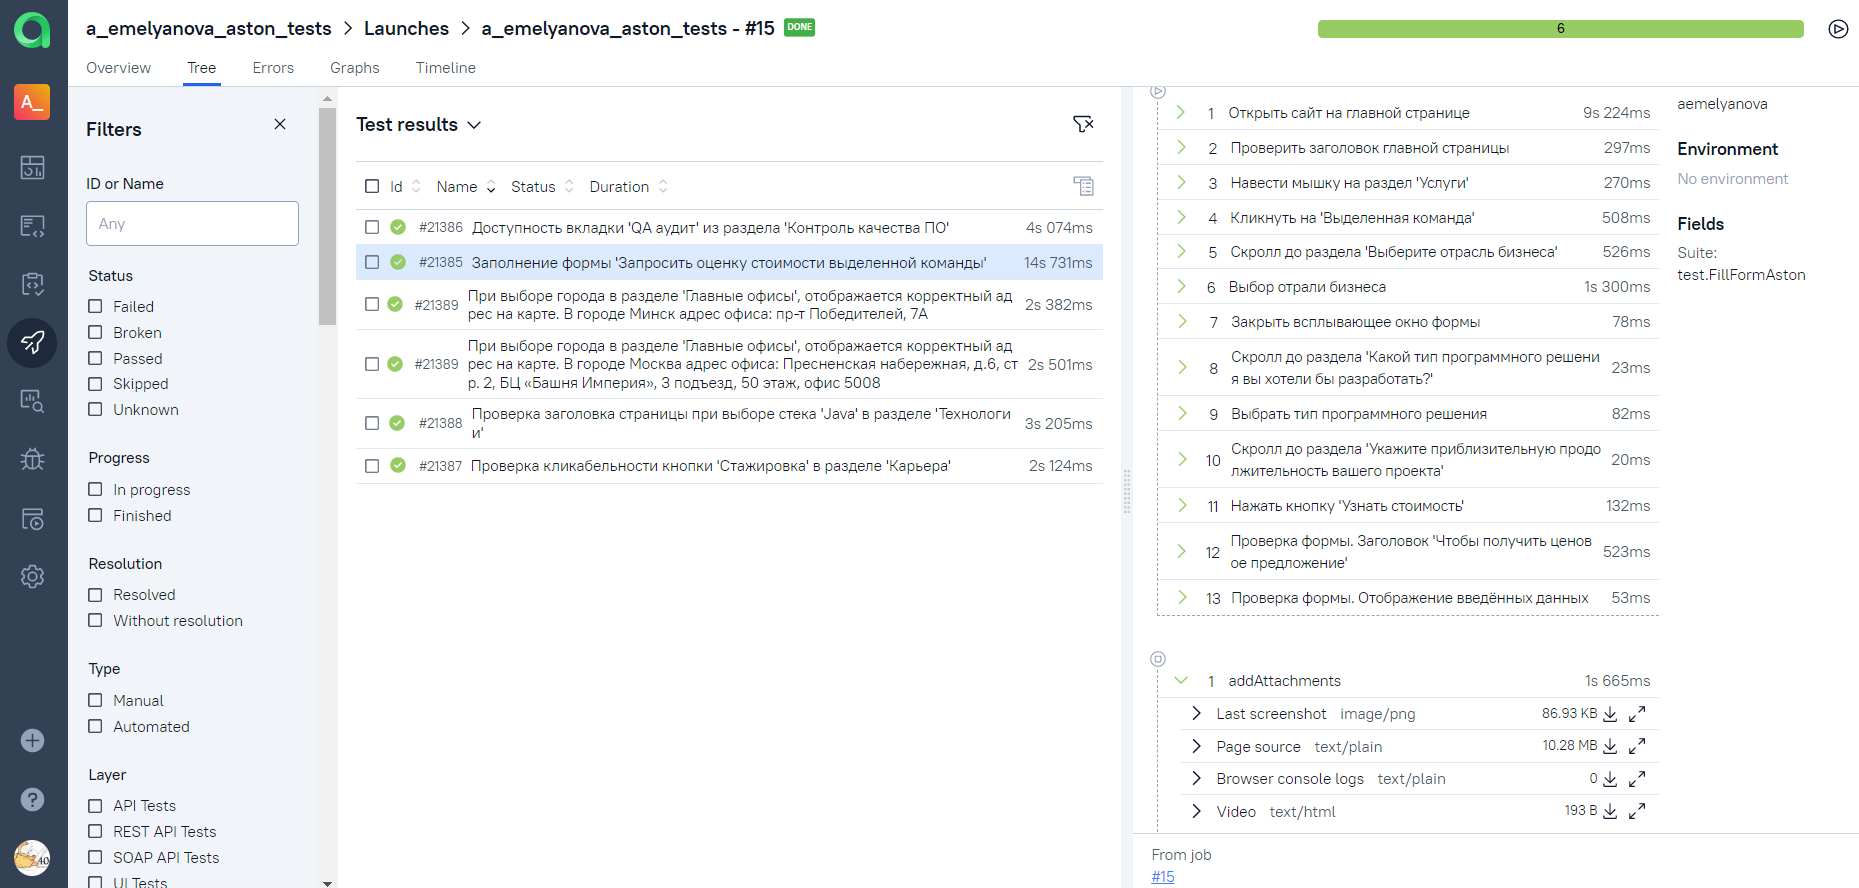 a_emelyanova_aston_tests > Launches > a_emelyanova_aston_tests - #15 DONE
6
Overview Tree Errors Graphs Timeline
A_
Filters
ID or Name
Any
Status
Failed
Broken
Passed
Skipped
Unknown
Progress
In progress
Finished
Resolution
Resolved
Without resolution
Type
Manual
Automated
Layer
API Tests
REST API Tests
SOAP API Tests
UI Tests
Test results
Id Name Status Duration
#21386 Доступность вкладки 'QA аудит' из раздела 'Контроль качества ПО' 4s 074ms
#21385 Заполнение формы 'Запросить оценку стоимости выделенной команды' 14s 731ms
При выборе города в разделе 'Главные офисы', отображается корректный ад
#21389 рес на карте. В городе Минск адрес офиса: пр-т Победителей, 7А 2s 382ms
При выборе города в разделе 'Главные офисы', отображается корректный ад
#21389 рес на карте. В городе Москва адрес офиса: Пресненская набережная, д.6, ст 2s 501ms
р. 2, БЦ «Башня Империя», 3 подъезд, 50 этаж, офис 5008
#21388 Проверка заголовка страницы при выборе стека 'Java' в разделе 'Технологи 3s 205ms
и'
#21387 Проверка кликабельности кнопки 'Стажировка' в разделе 'Карьера' 2s 124ms
1 Открыть сайт на главной странице 9s 224ms
2 Проверить заголовок главной страницы 297ms
3 Навести мышку на раздел 'Услуги' 270ms
4 Кликнуть на 'Выделенная команда' 508ms
5 Скролл до раздела 'Выберите отрасль бизнеса' 526ms
6 Выбор отрали бизнеса 1s 300ms
7 Закрыть всплывающее окно формы 78ms
8 Скролл до раздела 'Какой тип программного решени 23ms
я вы хотели бы разработать?'
9 Выбрать тип программного решения 82ms
10 Скролл до раздела 'Укажите приблизительную продо 20ms
лжительность вашего проекта'
11 Нажать кнопку 'Узнать стоимость' 132ms
12 Проверка формы. Заголовок 'Чтобы получить ценов 523ms
ое предложение'
13 Проверка формы. Отображение введённых данных 53ms
1 addAttachments 1s 665ms
Last screenshot image/png 86.93 KB
Page source text/plain 10.28 MB
Browser console logs text/plain 0
Video text/html 193 B
From job
#15
aemelyanova
Environment
No environment
Fields
Suite:
test.FillFormAston
40